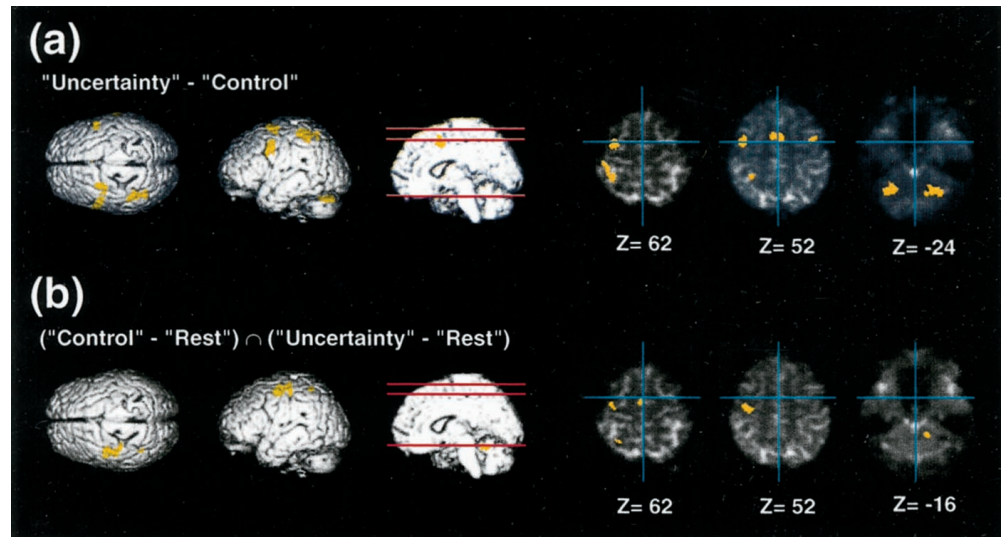 (a)
"Uncertainty" - "Control"
Z= 62 Z= 52 Z= -24
(b)
("Control" - "Rest") ∩ ("Uncertainty" - "Rest")
Z= 62 Z= 52 Z= -16